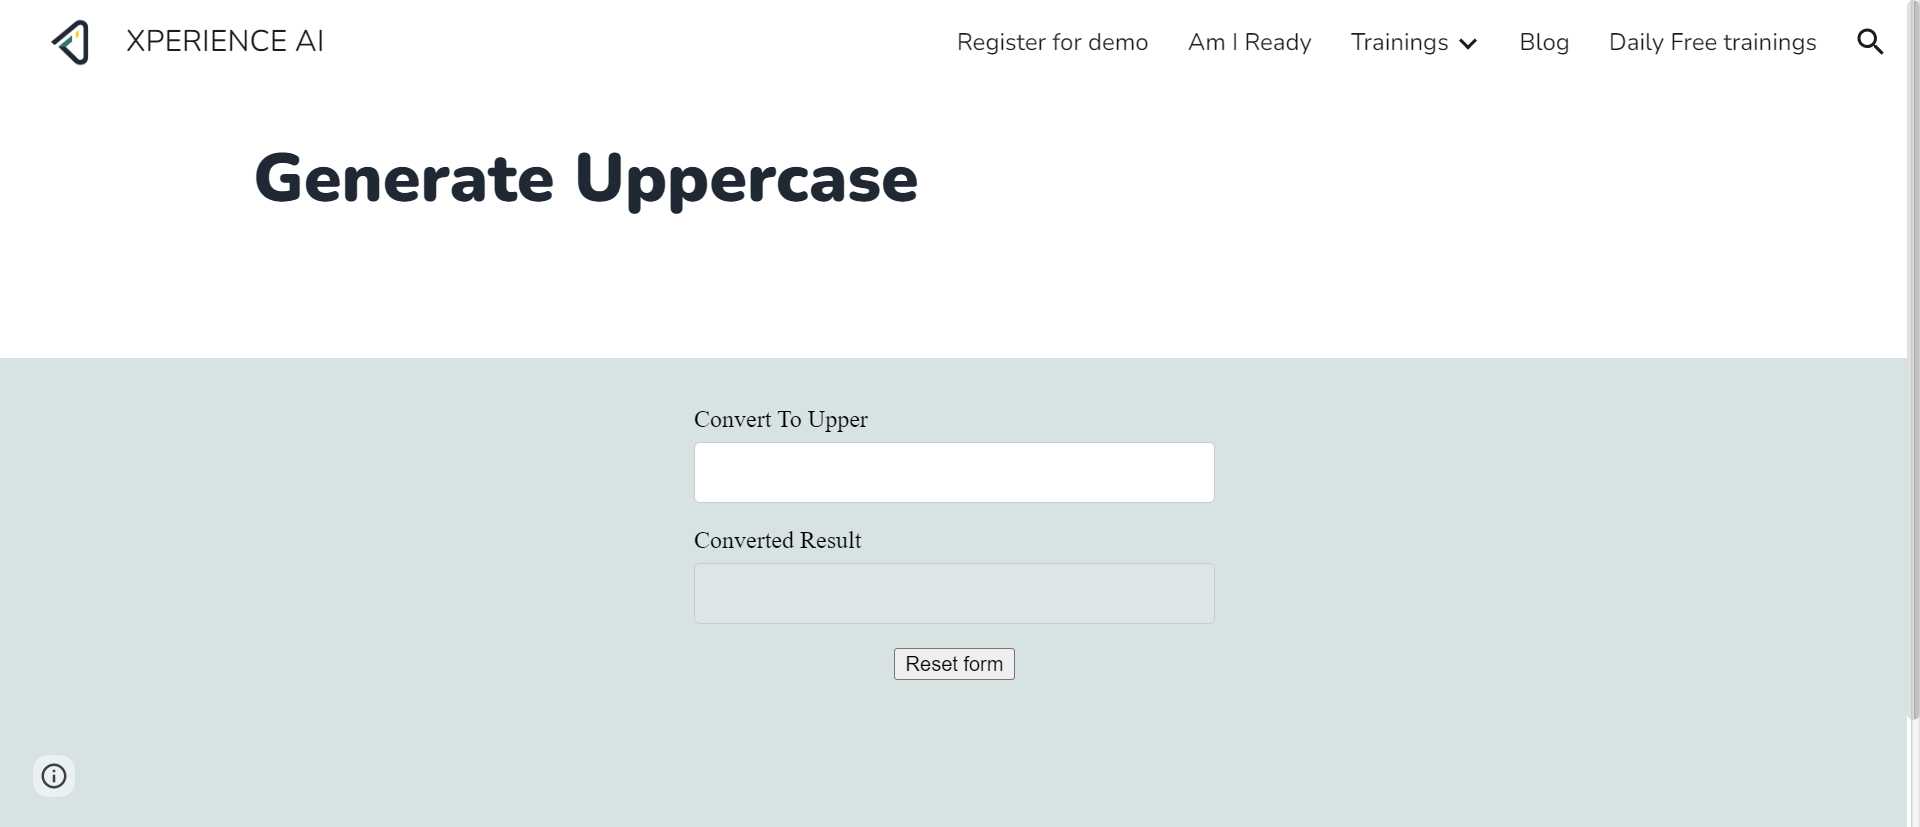 XPERIENCE AI
Register for demo
Am I Ready
Trainings
Blog
Daily Free trainings
Generate Uppercase
Convert To Upper
Converted Result
Reset form